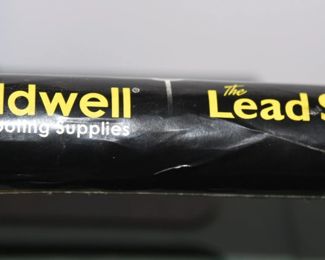 ldwell®
ooting Supplies
The
Lead S